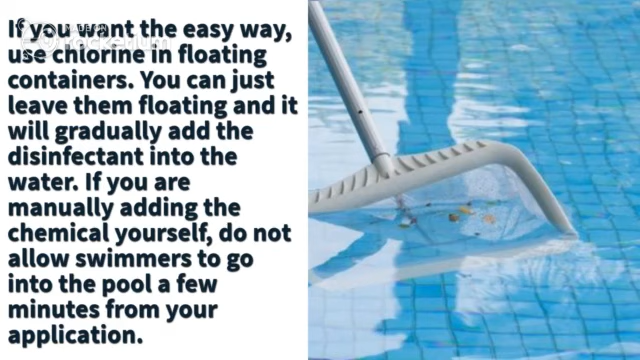 If you want the easy way,
use chlorine in floating
containers. You can just
leave them floating and it
will gradually add the
disinfectant into the
water. If you are
manually adding the
chemical yourself, do not
allow swimmers to go
into the pool a few
minutes from your
application.